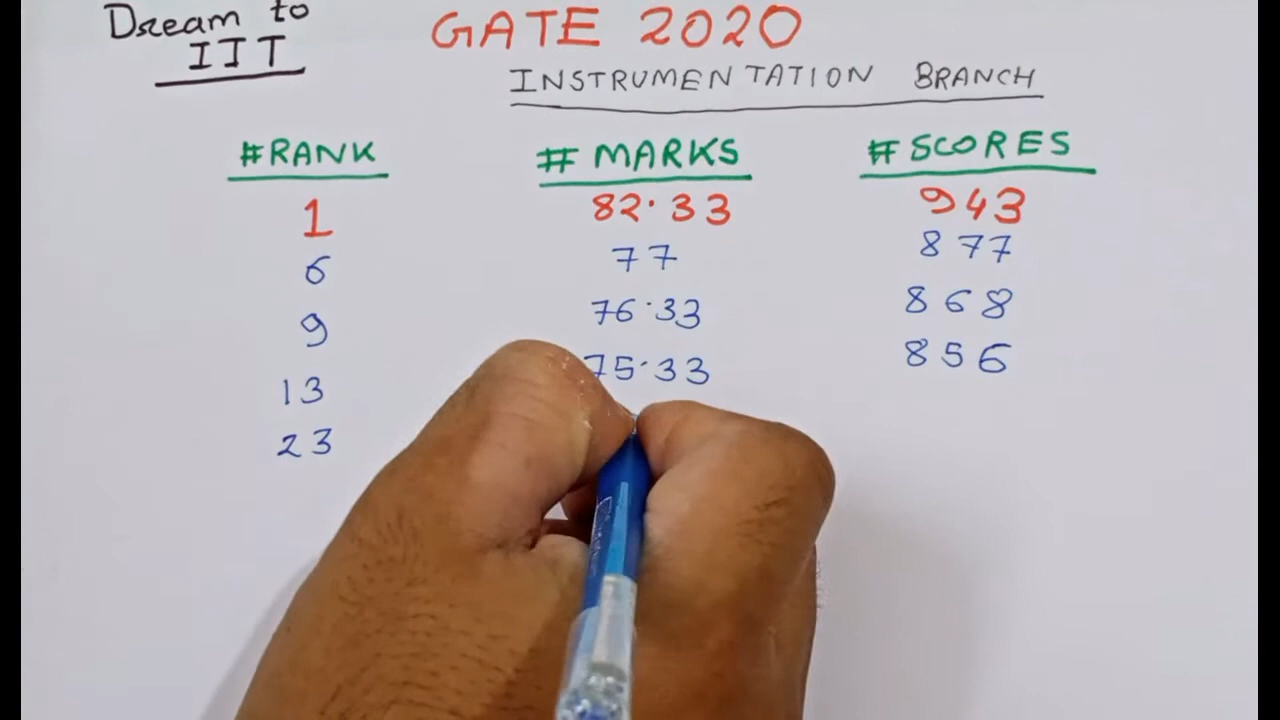 Dream to
IIT
GATE 2020
INSTRUMENTATION BRANCH
#RANK # MARKS #SCORES
1 82.33 943
6 77 877
9 76.33 868
13 75.33 856
23